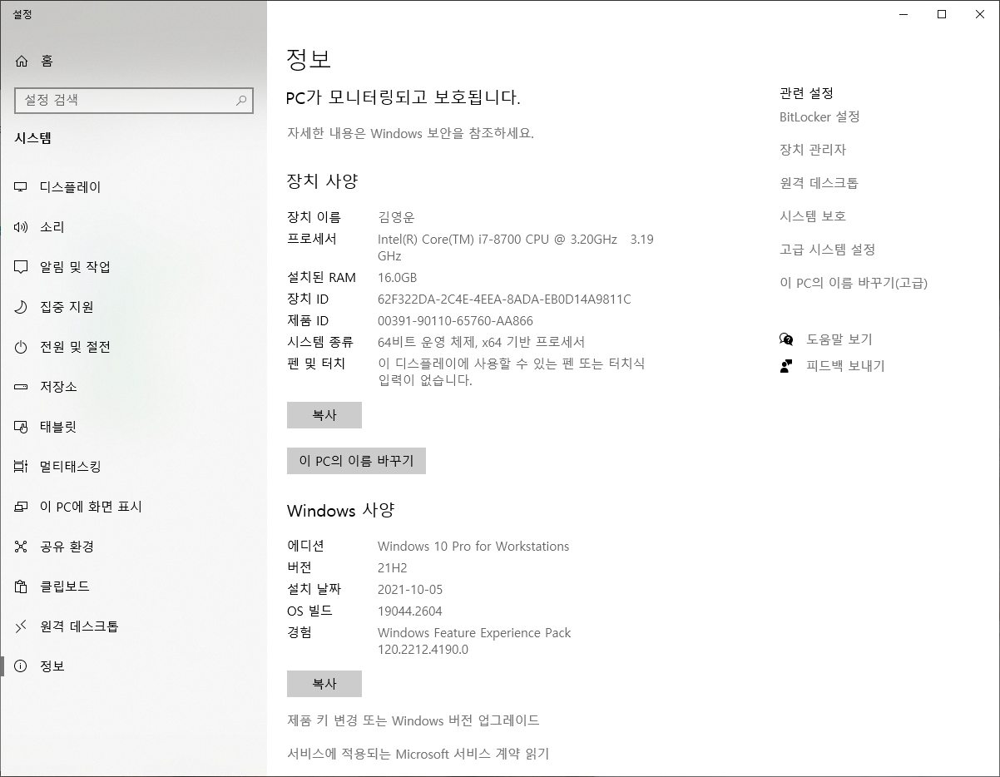 설정
홈
설정 검색
시스템
디스플레이
소리
알림 및 작업
집중 지원
전원 및 절전
저장소
태블릿
멀티태스킹
이 PC에 화면 표시
공유 환경
클립보드
원격 데스크톱
정보
정보
PC가 모니터링되고 보호됩니다.
자세한 내용은 Windows 보안을 참조하세요.
장치 사양
장치 이름 김영운
프로세서 Intel(R) Core(TM) i7-8700 CPU @ 3.20GHz 3.19
GHz
설치된 RAM 16.0GB
장치 ID 62F322DA-2C4E-4EEA-8ADA-EB0D14A9811C
제품 ID 00391-90110-65760-AA866
시스템 종류 64비트 운영 체제, x64 기반 프로세서
펜 및 터치 이 디스플레이에 사용할 수 있는 펜 또는 터치식
입력이 없습니다.
복사
이 PC의 이름 바꾸기
Windows 사양
에디션 Windows 10 Pro for Workstations
버전 21H2
설치 날짜 2021-10-05
OS 빌드 19044.2604
경험 Windows Feature Experience Pack
120.2212.4190.0
복사
제품 키 변경 또는 Windows 버전 업그레이드
서비스에 적용되는 Microsoft 서비스 계약 읽기
관련 설정
BitLocker 설정
장치 관리자
원격 데스크톱
시스템 보호
고급 시스템 설정
이 PC의 이름 바꾸기(고급)
도움말 보기
피드백 보내기